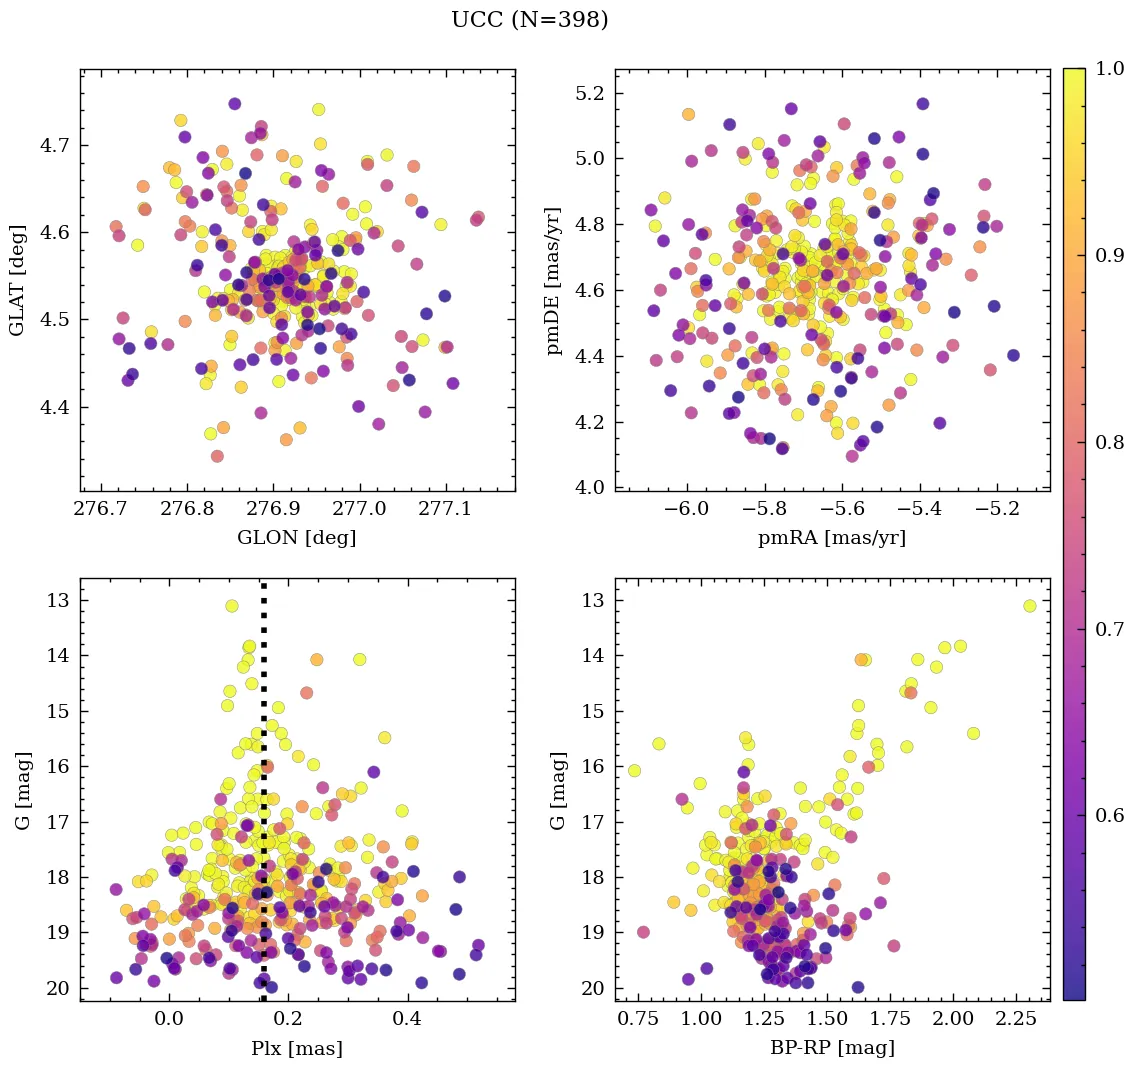 UCC (N=398)
4.7
4.6
4.5
4.4
GLAT [deg]
276.7 276.8 276.9 277.0 277.1
GLON [deg]
5.2
5.0
4.8
4.6
4.4
4.2
4.0
pmDE [mas/yr]
−6.0 −5.8 −5.6 −5.4 −5.2
pmRA [mas/yr]
1.0
0.9
0.8
0.7
0.6
13
14
15
16
17
18
19
20
G [mag]
0.0 0.2 0.4
Plx [mas]
13
14
15
16
17
18
19
20
G [mag]
0.75 1.00 1.25 1.50 1.75 2.00 2.25
BP-RP [mag]